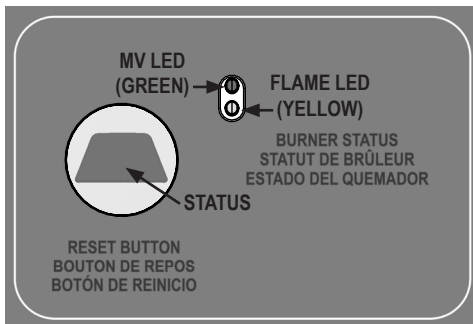 MV LED
(GREEN)
FLAME LED
(YELLOW)
BURNER STATUS
STATUT DE BRÛLEUR
ESTADO DEL QUEMADOR
STATUS
RESET BUTTON
BOUTON DE REPOS
BOTÓN DE REINICIO